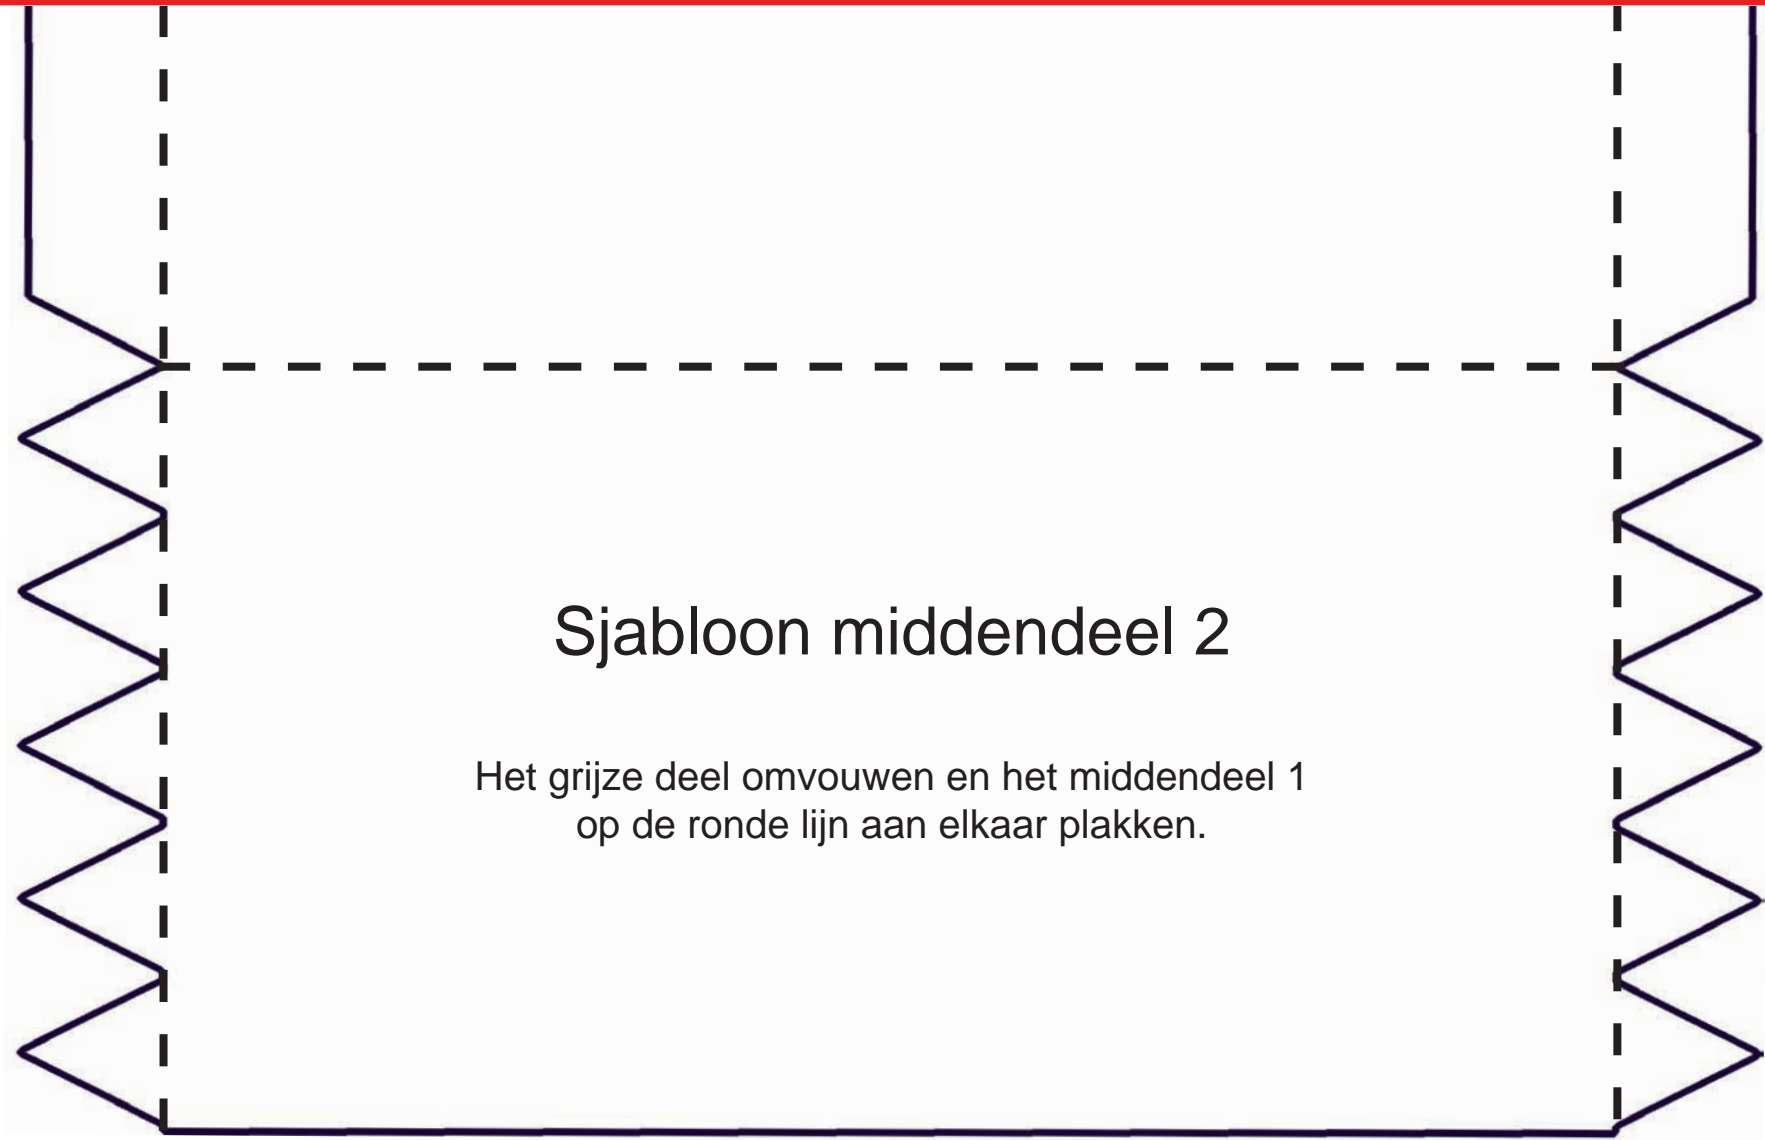 Sjabloon middendeel 2
Het grijze deel omvouwen en het middendeel 1
op de ronde lijn aan elkaar plakken.